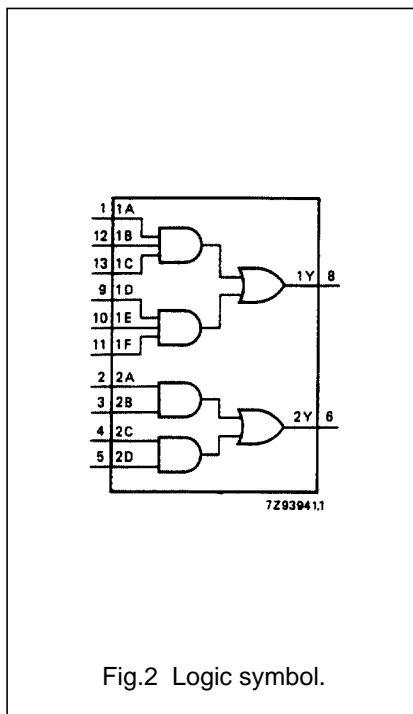 1 1A
12 1B
13 1C
9 1D
10 1E
11 1F
1Y 8
2 2A
3 2B
4 2C
5 2D
2Y 6
7Z93941.1
Fig.2 Logic symbol.